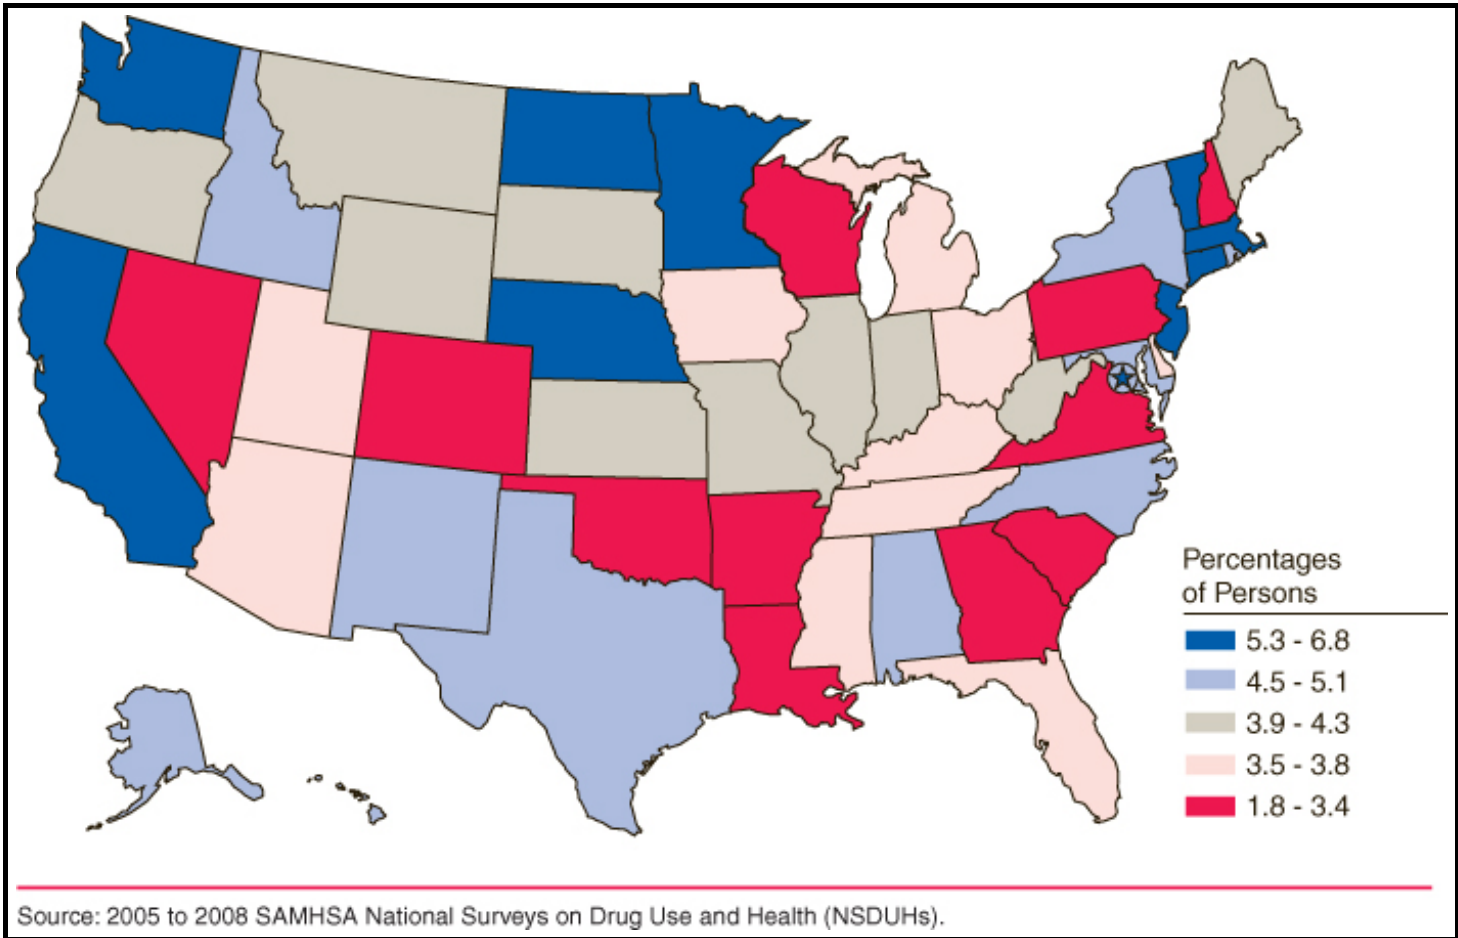 Percentages
of Persons
5.3 - 6.8
4.5 - 5.1
3.9 - 4.3
3.5 - 3.8
1.8 - 3.4
Source: 2005 to 2008 SAMHSA National Surveys on Drug Use and Health (NSDUHs).